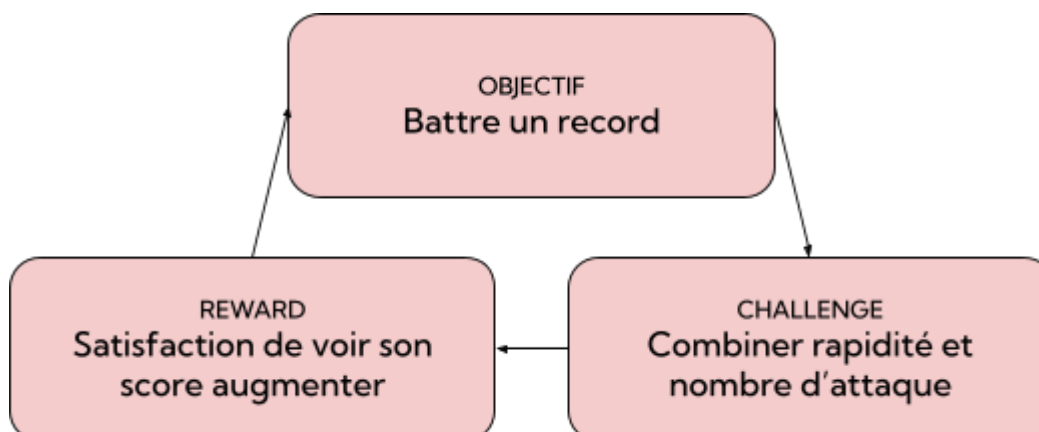 OBJECTIF
Battre un record
REWARD
Satisfaction de voir son
score augmenter
CHALLENGE
Combiner rapidité et
nombre d'attaque